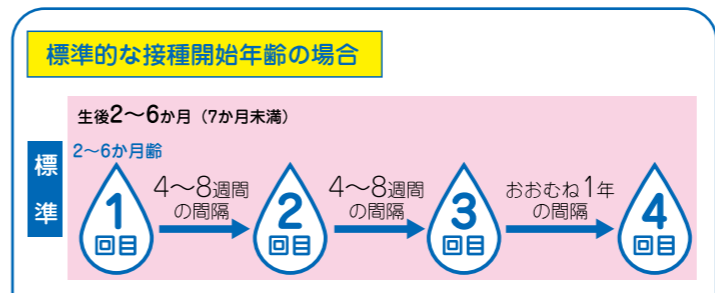 標準的な接種開始年齢の場合
生後2〜6か月（7か月未満）
2〜6か月齢
標準
1回目
4〜8週間の間隔
2回目
4〜8週間の間隔
3回目
おおむね1年の間隔
4回目